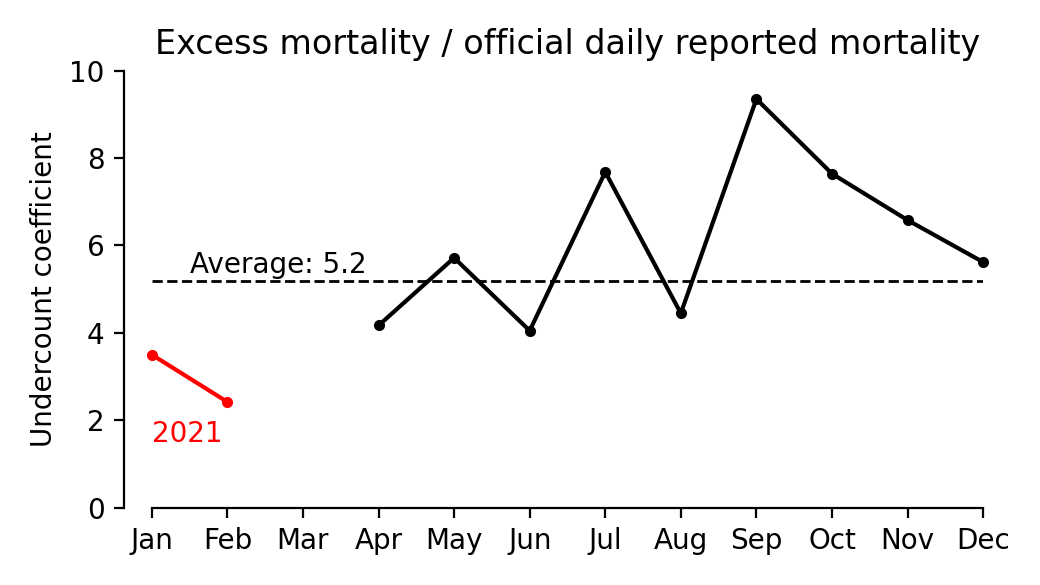 Excess mortality / official daily reported mortality
Undercount coefficient
10
8
6
4
2
0
Average: 5.2
2021
Jan Feb Mar Apr May Jun Jul Aug Sep Oct Nov Dec